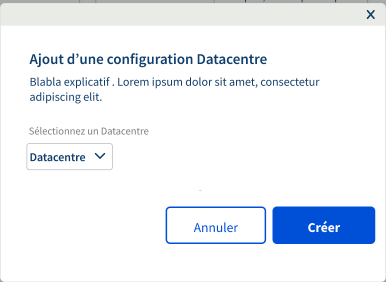 Ajout d’une configuration Datacentre
Blabla explicatif . Lorem ipsum dolor sit amet, consectetur
adipiscing elit.
Sélectionnez un Datacentre
Datacentre
Annuler
Créer